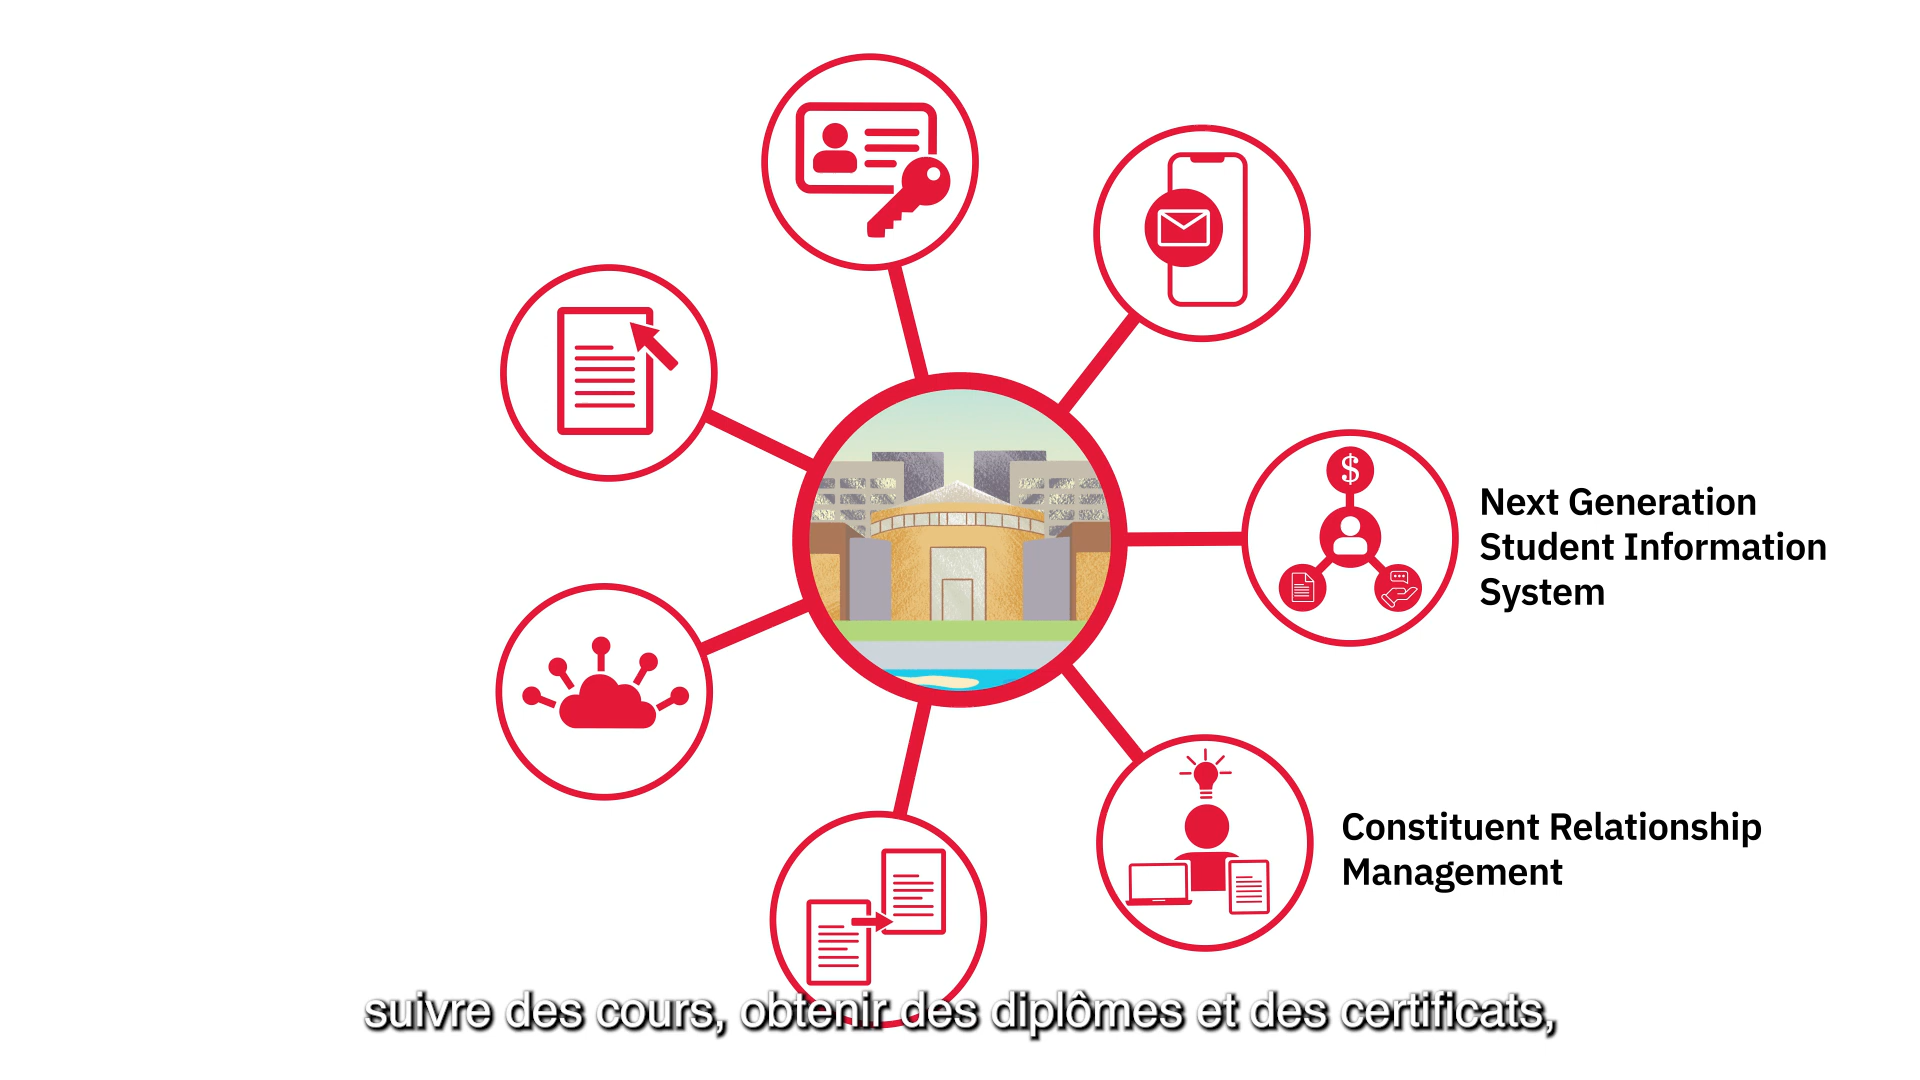 $
Next Generation
Student Information
System
Constituent Relationship
Management
suivre des cours, obtenir des diplômes et des certificats,